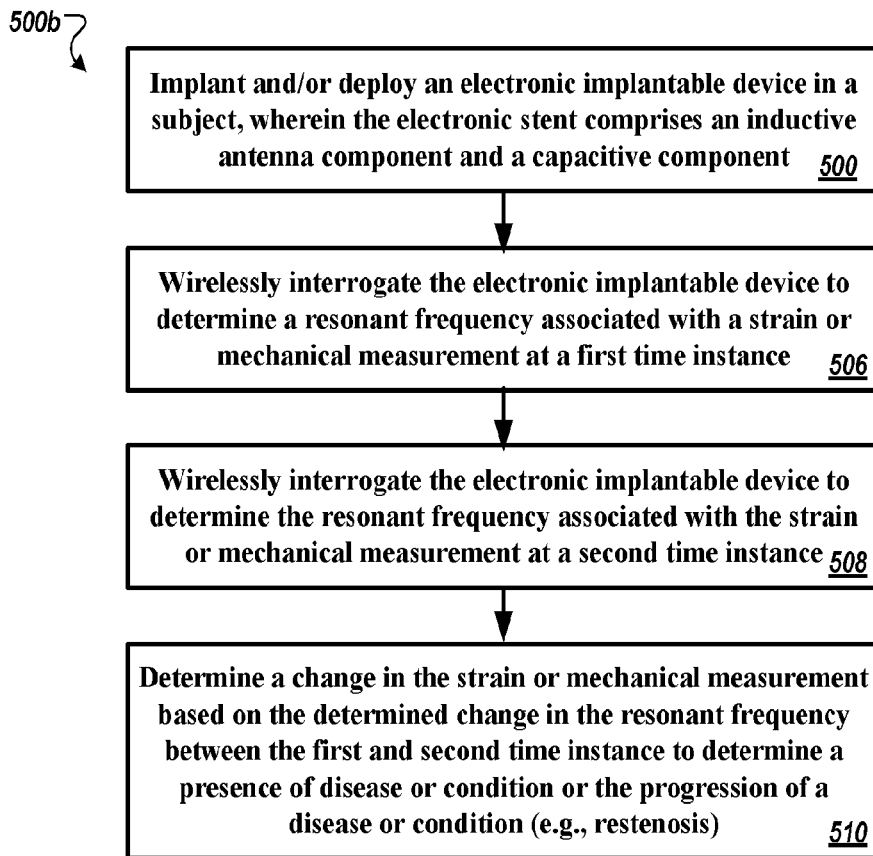 500b
Implant and/or deploy an electronic implantable device in a
subject, wherein the electronic stent comprises an inductive
antenna component and a capacitive component
500
Wirelessly interrogate the electronic implantable device to
determine a resonant frequency associated with a strain or
mechanical measurement at a first time instance
506
Wirelessly interrogate the electronic implantable device to
determine the resonant frequency associated with the strain
or mechanical measurement at a second time instance
508
Determine a change in the strain or mechanical measurement
based on the determined change in the resonant frequency
between the first and second time instance to determine a
presence of disease or condition or the progression of a
disease or condition (e.g., restenosis)
510